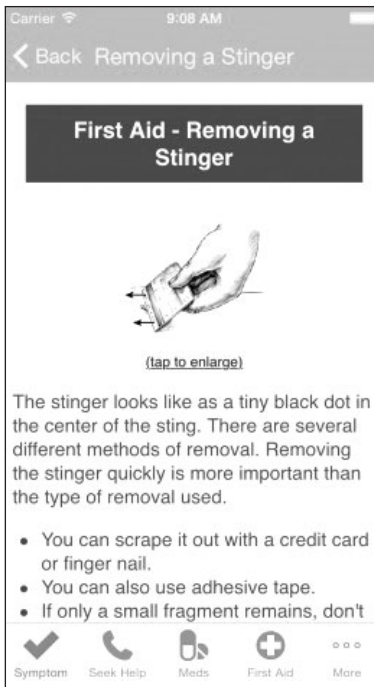 Carrier 9:08 AM
Back Removing a Stinger
First Aid - Removing a
Stinger
(tap to enlarge)
The stinger looks like as a tiny black dot in
the center of the sting. There are several
different methods of removal. Removing
the stinger quickly is more important than
the type of removal used.
• You can scrape it out with a credit card
or finger nail.
• You can also use adhesive tape.
• If only a small fragment remains, don't
Symptom Seek Help Meds First Aid More